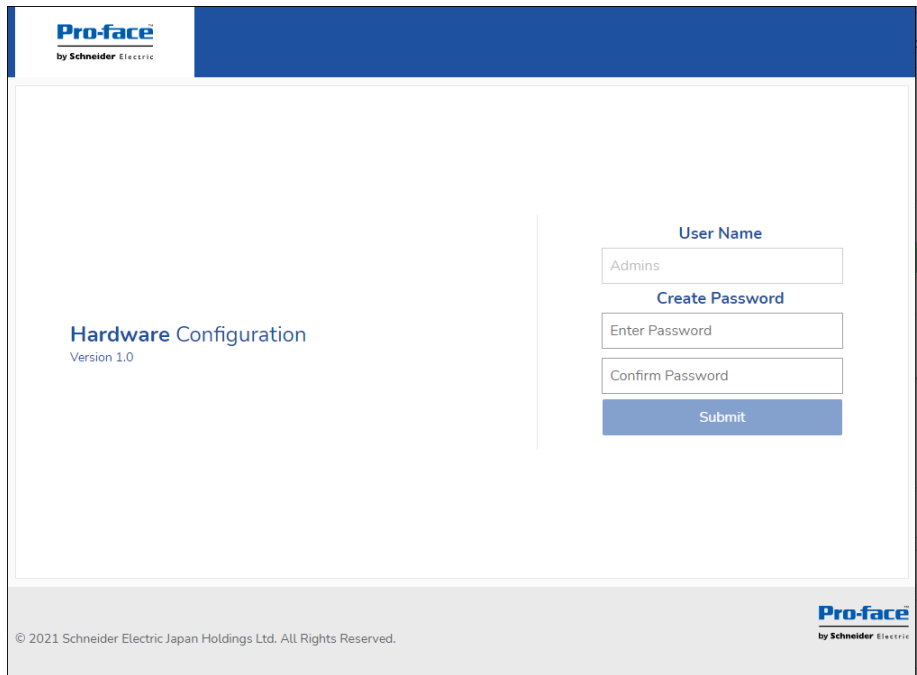 Pro-face
by Schneider Electric
User Name
Admins
Create Password
Enter Password
Confirm Password
Submit
Hardware Configuration
Version 1.0
Pro-face
by Schneider Electric
© 2021 Schneider Electric Japan Holdings Ltd. All Rights Reserved.